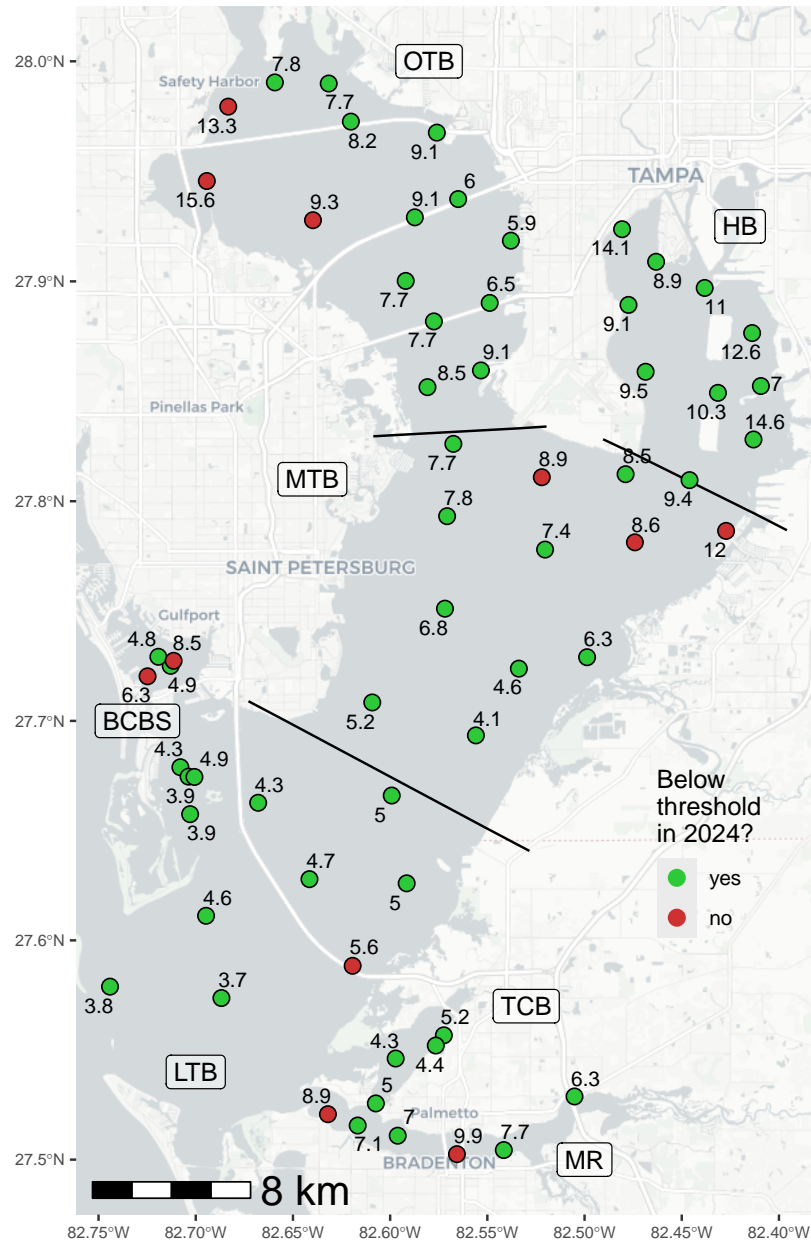 28.0°N
27.9°N
27.8°N
27.7°N
27.6°N
27.5°N
82.75°W
82.70°W
82.65°W
82.60°W
82.55°W
82.50°W
82.45°W
82.40°W
OTB
7.8
Safety Harbor
7.7
13.3
8.2
9.1
15.6
9.3
9.1
6
5.9
TAMPA
HB
14.1
8.9
11
7.7
6.5
9.1
12.6
7.7
9.1
8.5
9.5
7
10.3
Pinellas Park
14.6
7.7
8.9
8.5
MTB
9.4
7.8
7.4
8.6
12
SAINT PETERSBURG
6.8
Gulfport
4.8
8.5
6.3
4.9
6.3
4.6
BCBS
5.2
4.1
4.3
4.9
3.9
4.3
3.9
5
4.7
5
4.6
5.6
3.8
3.7
TCB
5.2
4.3
4.4
LTB
5
6.3
8.9
Palmetto
7.1
7
9.9
7.7
BRADENTON
MR
8 km
Below
threshold
in 2024?
yes
no